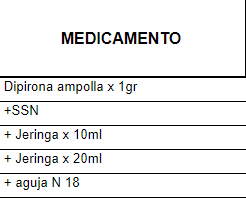 MEDICAMENTO
Dipirona ampolla x 1gr
+SSN
+ Jeringa x 10ml
+ Jeringa x 20ml
+ aguja N 18